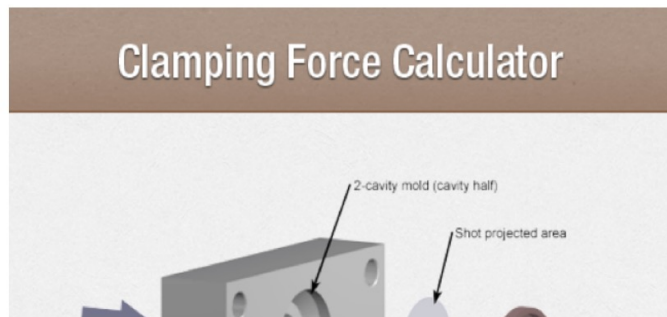 Clamping Force Calculator
2-cavity mold (cavity half)
Shot projected area